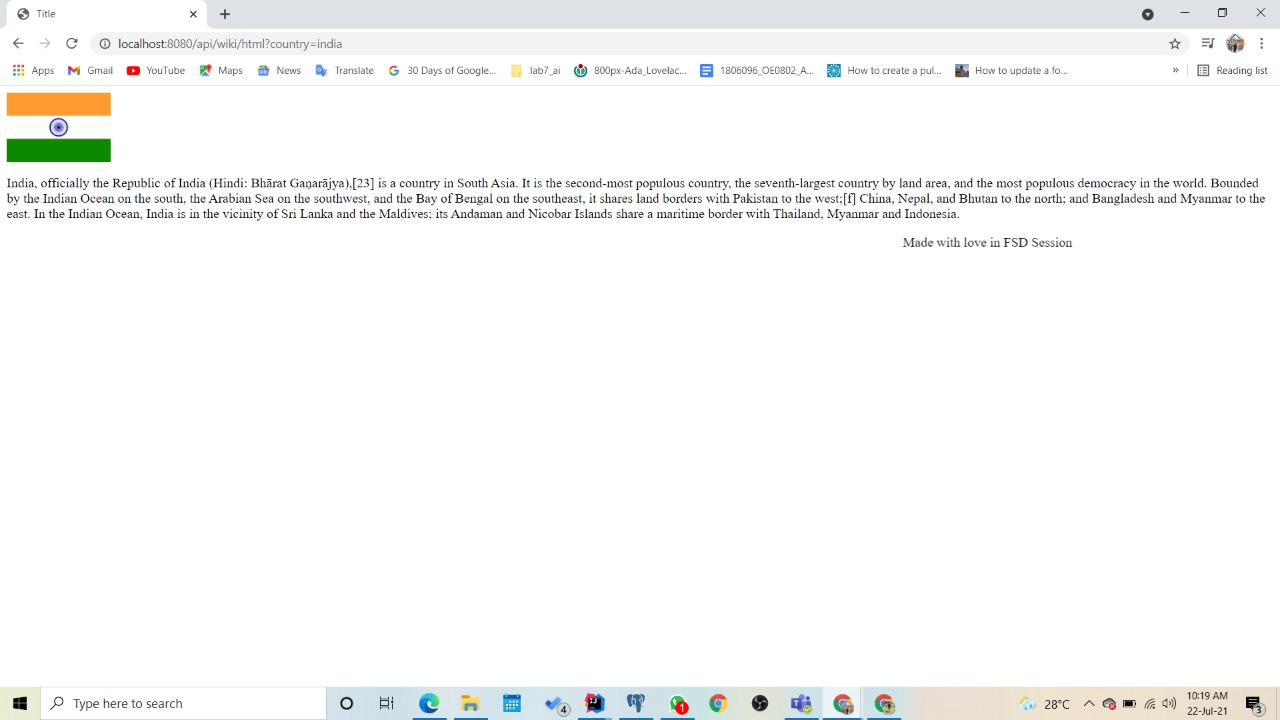 Title
localhost:8080/api/wiki/html?country=india
Apps Gmail YouTube Maps News Translate 30 Days of Google... lab7_ai 800px-Ada_Lovelac... 1806096_OE0802_A... How to create a pul... How to update a fo... » Reading list
India, officially the Republic of India (Hindi: Bhārat Gaṇarājya),[23] is a country in South Asia. It is the second-most populous country, the seventh-largest country by land area, and the most populous democracy in the world. Bounded
by the Indian Ocean on the south, the Arabian Sea on the southwest, and the Bay of Bengal on the southeast, it shares land borders with Pakistan to the west;[f] China, Nepal, and Bhutan to the north; and Bangladesh and Myanmar to the
east. In the Indian Ocean, India is in the vicinity of Sri Lanka and the Maldives; its Andaman and Nicobar Islands share a maritime border with Thailand, Myanmar and Indonesia.
Made with love in FSD Session
Type here to search 4 1 28°C 10:19 AM
22-Jul-21 3